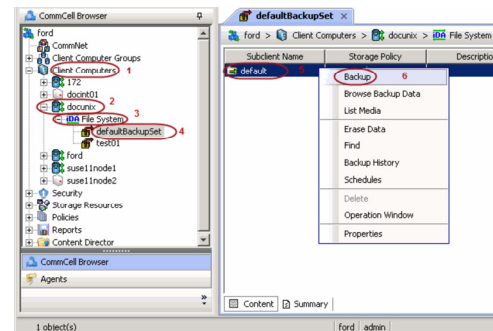 CommCell Browser
ford
CommNet
Client Computer Groups
Client Computers 1
172
docint01
docunix 2
iDA File System 3
defaultBackupSet 4
test01
ford
suse11node1
suse11node2
Security
Storage Resources
Policies
Reports
Content Director
CommCell Browser
Agents
»
1 object(s)
defaultBackupSet ×
ford > Client Computers > docunix > iDA File System
Subclient Name Storage Policy Descriptio
default 5
Backup 6
Browse Backup Data
List Media
Erase Data
Find
Backup History
Schedules
Delete
Operation Window
Properties
Content Summary
ford admin